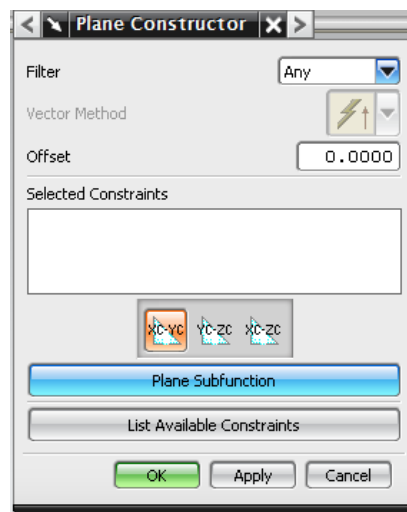 Plane Constructor
Filter Any
Vector Method
Offset 0.0000
Selected Constraints
XC-YC YC-ZC XC-ZC
Plane Subfunction
List Available Constraints
OK Apply Cancel